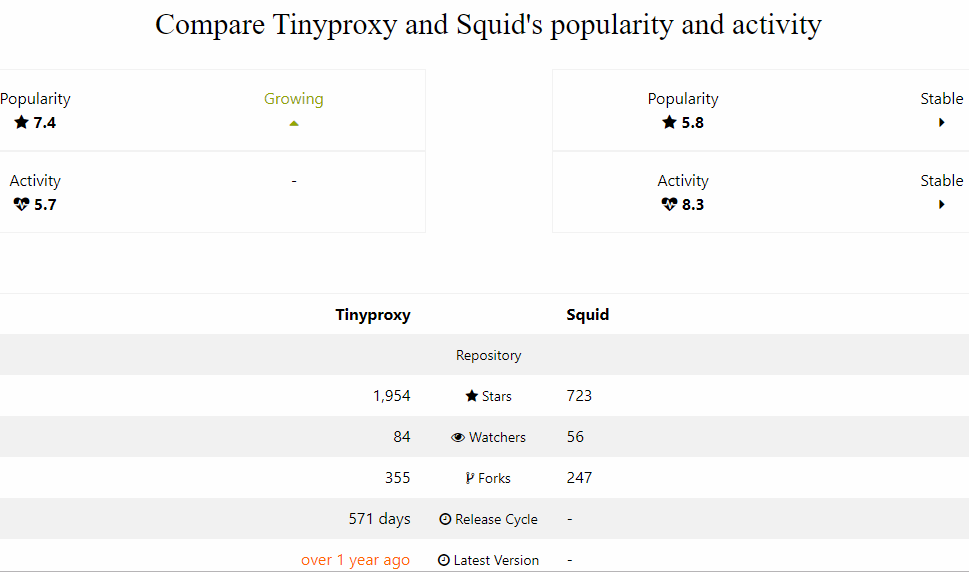 Compare Tinyproxy and Squid's popularity and activity
Popularity Growing
7.4
Activity -
5.7
Popularity Stable
5.8
Activity Stable
8.3
Tinyproxy Squid
Repository
1,954 Stars 723
84 Watchers 56
355 Forks 247
571 days Release Cycle -
over 1 year ago Latest Version -